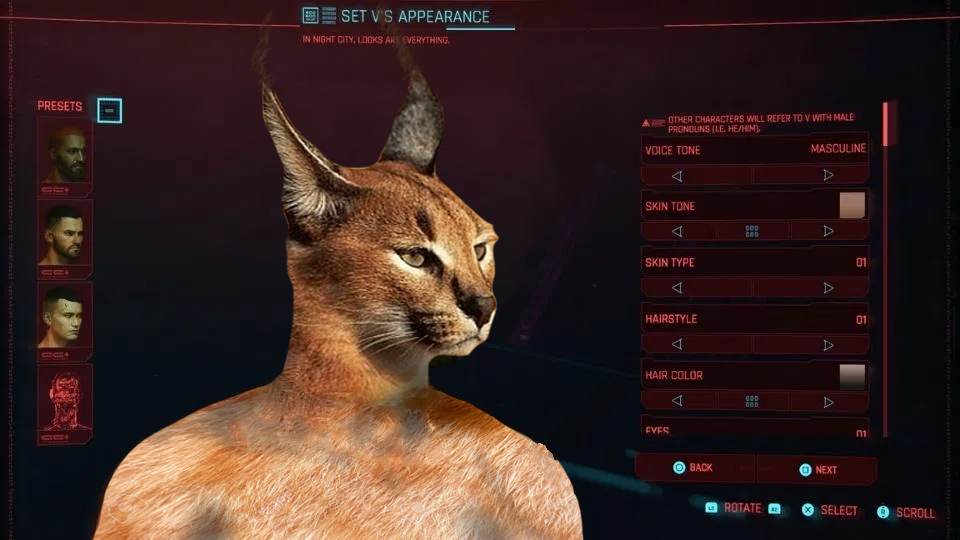 SET V'S APPEARANCE
IN NIGHT CITY, LOOKS ARE EVERYTHING.
PRESETS
OTHER CHARACTERS WILL REFER TO V WITH MALE
PRONOUNS (I.E. HE/HIM).
VOICE TONE MASCULINE
SKIN TONE
SKIN TYPE 01
HAIRSTYLE 01
HAIR COLOR
EYES 01
BACK NEXT
ROTATE SELECT SCROLL